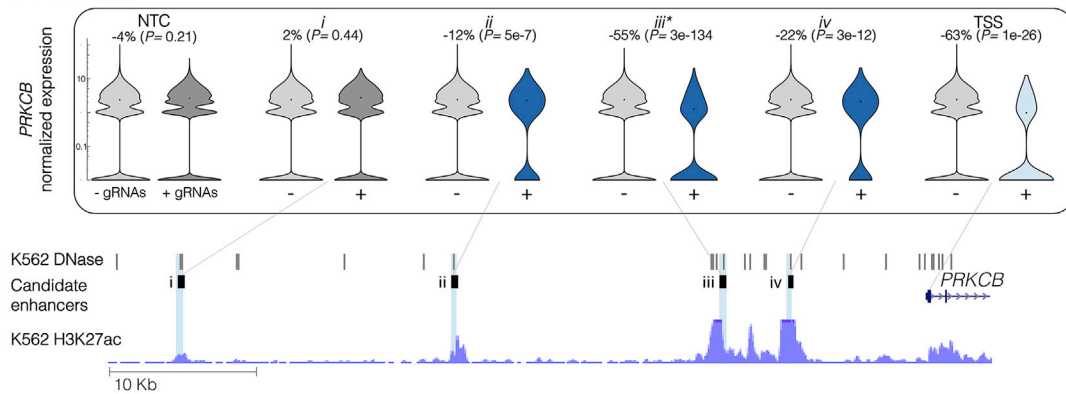 NTC i ii iii* iv TSS
-4% (P= 0.21) 2% (P= 0.44) -12% (P= 5e-7) -55% (P= 3e-134) -22% (P= 3e-12) -63% (P= 1e-26)
PRKCB
normalized expression
10
0.1
- gRNAs + gRNAs - + - + - + - + - +
K562 DNase
Candidate
enhancers
i ii iii iv PRKCB
K562 H3K27ac
10 Kb